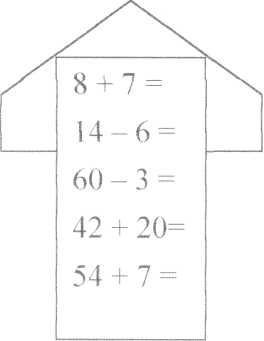 8 + 7 =
14 – 6 =
60 – 3 =
42 + 20=
54 + 7 =